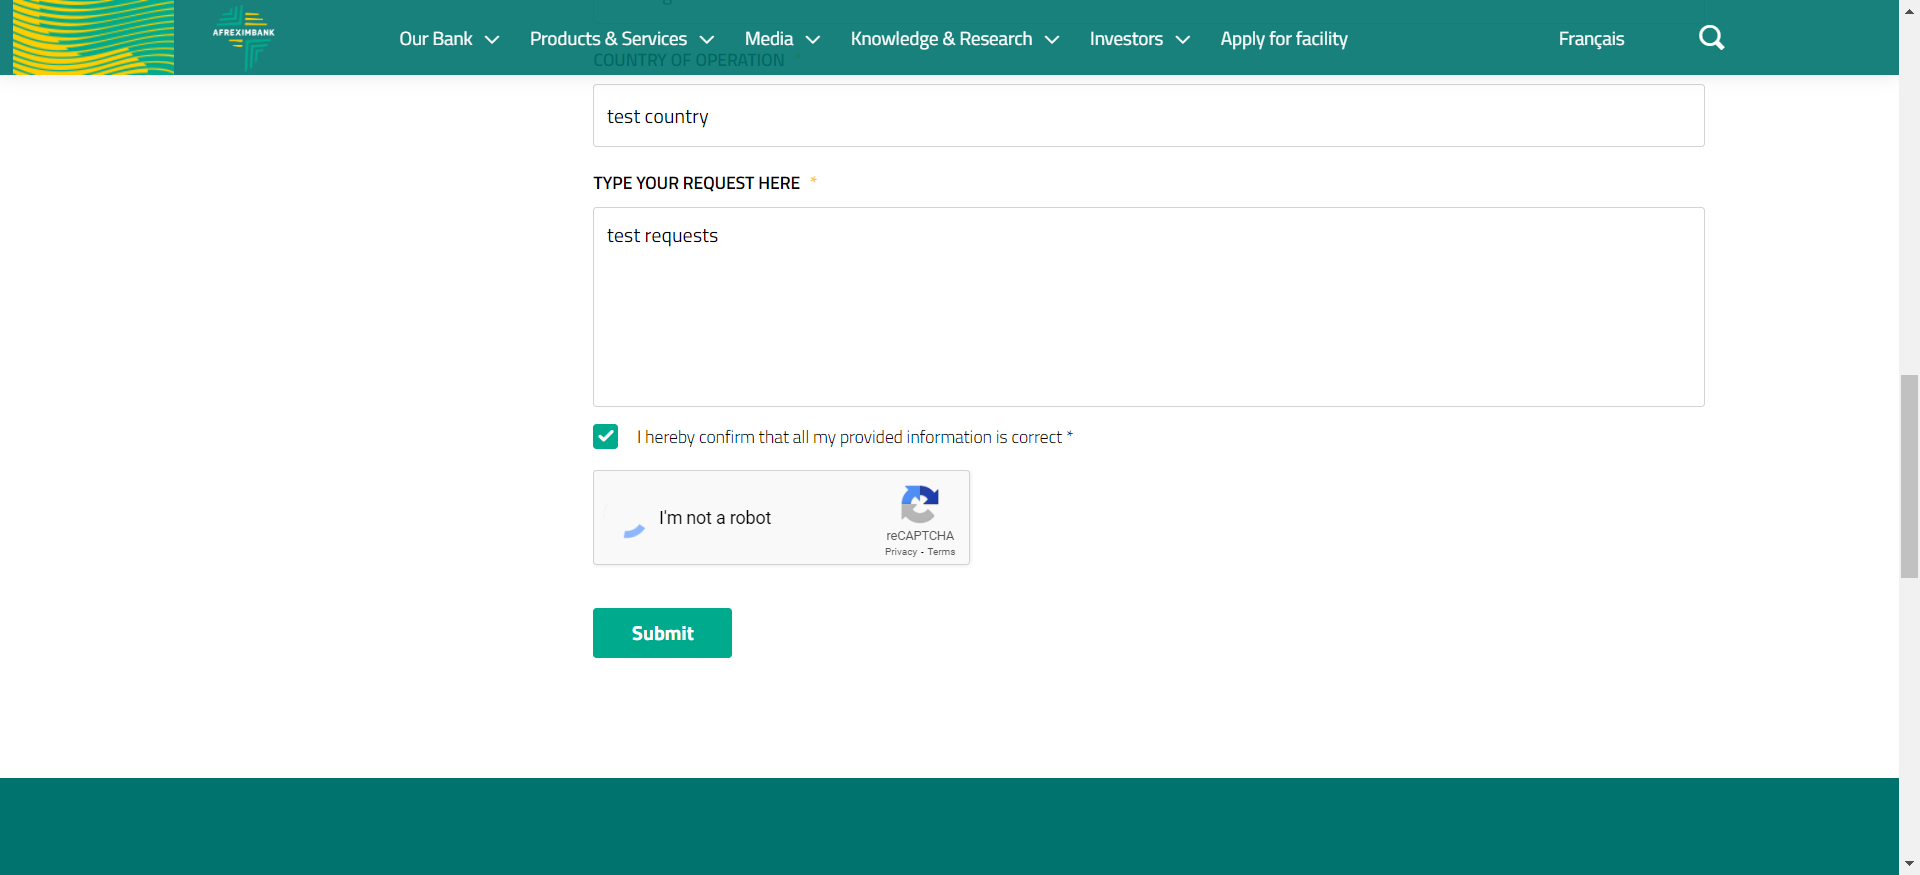 AFREXIMBANK
Our Bank
Products & Services
Media
Knowledge & Research
Investors
Apply for facility
Français
COUNTRY OF OPERATION
test country
TYPE YOUR REQUEST HERE *
test requests
I hereby confirm that all my provided information is correct *
I'm not a robot
reCAPTCHA
Privacy - Terms
Submit